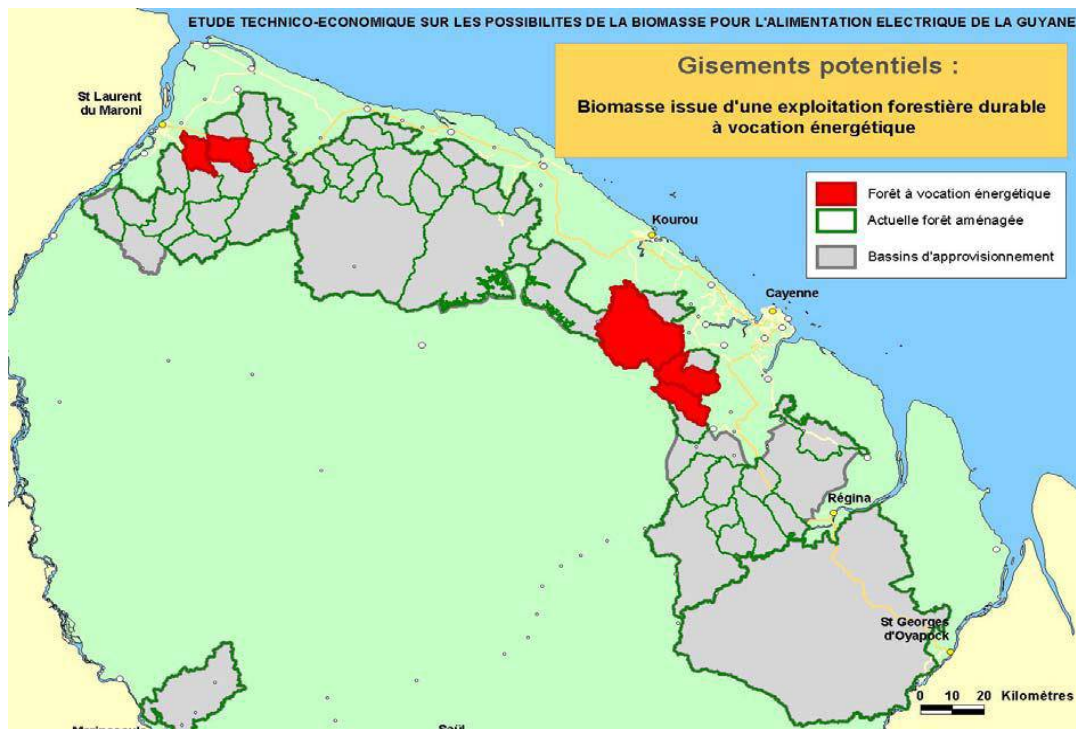 ETUDE TECHNICO-ECONOMIQUE SUR LES POSSIBILITES DE LA BIOMASSE POUR L'ALIMENTATION ELECTRIQUE DE LA GUYANE
Gisements potentiels :
Biomasse issue d'une exploitation forestière durable
à vocation énergétique
Forêt à vocation énergétique
Actuelle forêt aménagée
Bassins d'approvisionnement
St Laurent
du Maroni
Kourou
Cayenne
Régina
St Georges
d'Oyapock
0 10 20 Kilomètres
Saül